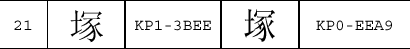 21 塚 KP1-3BEE 塚 KP0-EEA9